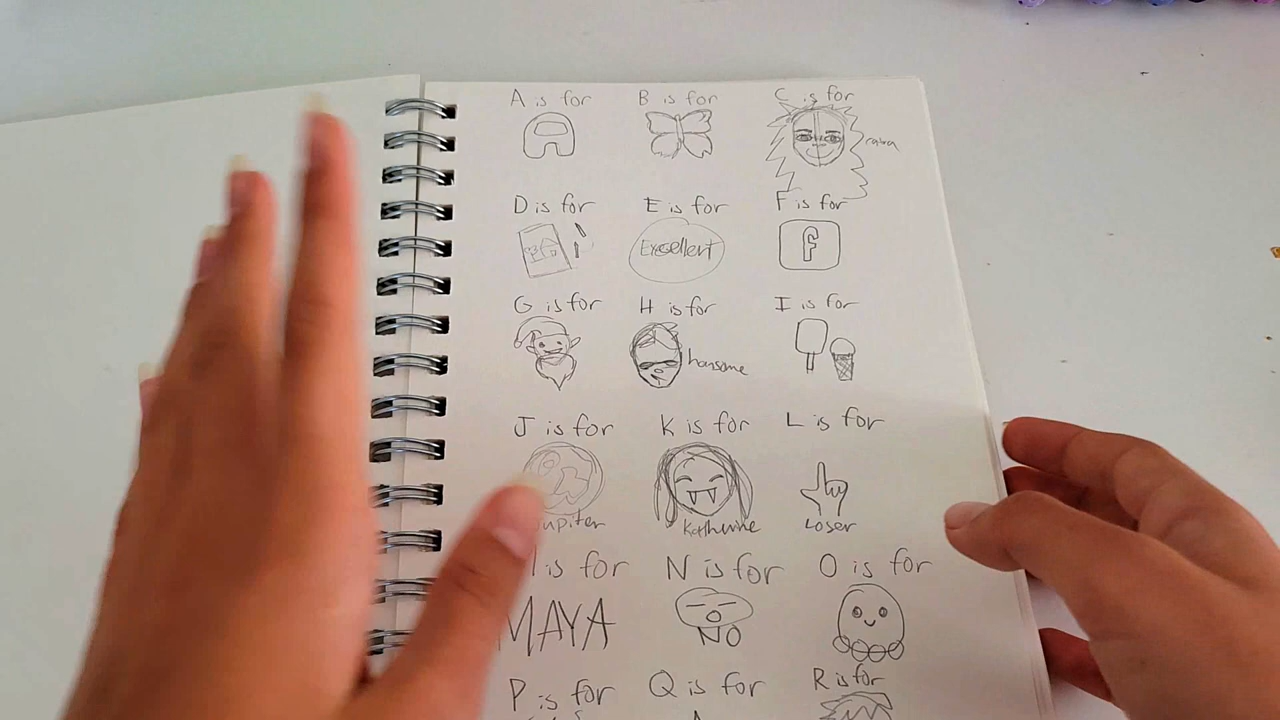 A is for B is for C is for
raba
D is for E is for F is for
Exesellent f
G is for H is for I is for
hansome
J is for K is for L is for
upiter Katherine Loser
is for N is for O is for
MAYA NO
P is for Q is for R is for